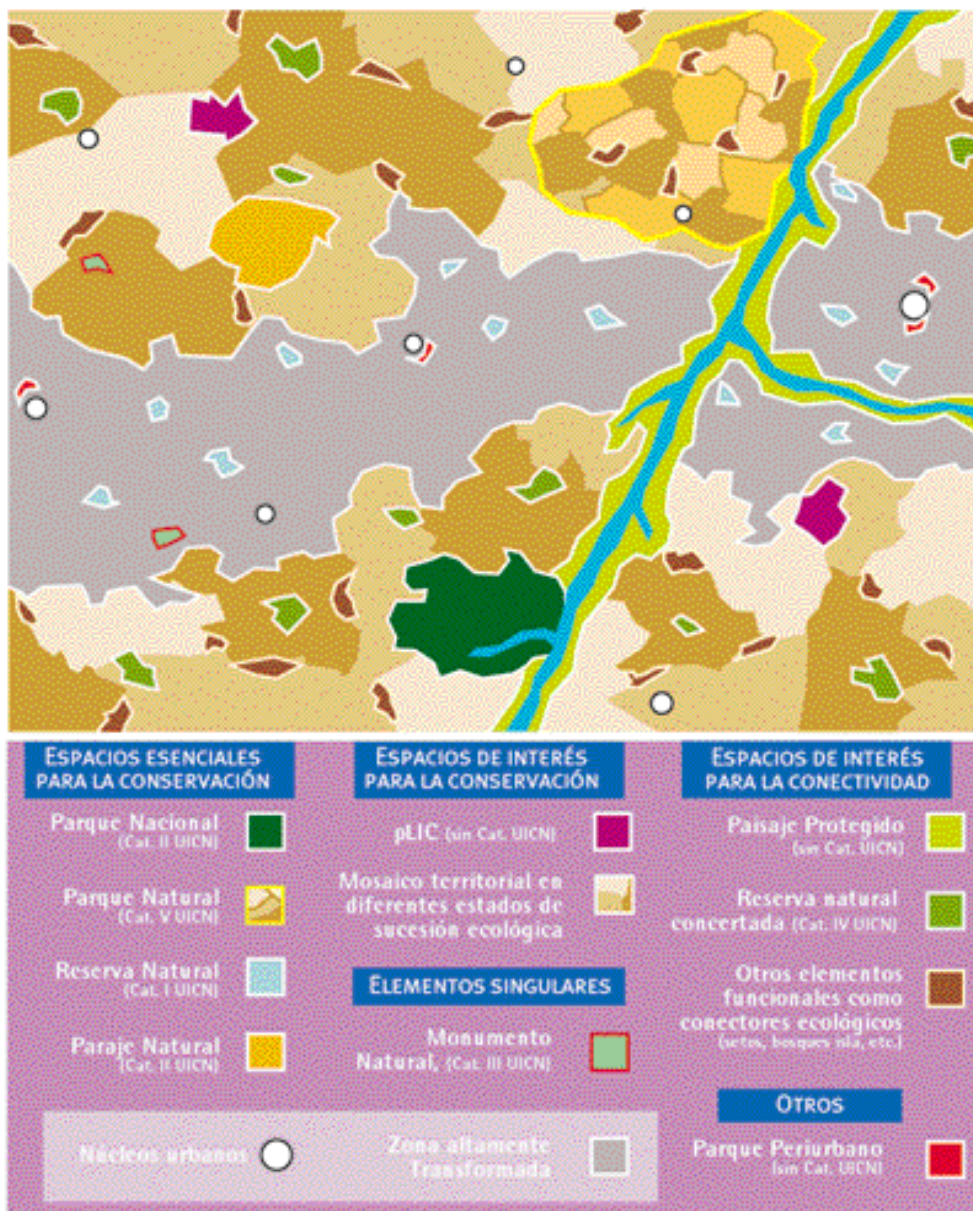 ESPACIOS ESENCIALES
PARA LA CONSERVACIÓN
Parque Nacional
(Cat. II UICN)
Parque Natural
(Cat. V UICN)
Reserva Natural
(Cat. I UICN)
Paraje Natural
(Cat. II UICN)
ESPACIOS DE INTERÉS
PARA LA CONSERVACIÓN
pLIC (sin Cat. UICN)
Mosaico territorial en
diferentes estados de
sucesión ecológica
ELEMENTOS SINGULARES
Monumento
Natural, (Cat. III UICN)
ESPACIOS DE INTERÉS
PARA LA CONECTIVIDAD
Paisaje Protegido
(sin Cat. UICN)
Reserva natural
concertada (Cat. IV UICN)
Otros elementos
funcionales como
conectores ecológicos
(setos, bosques isla, etc.)
OTROS
Parque Periurbano
(sin Cat. UICN)
Núcleos urbanos
Zona altamente
Transformada